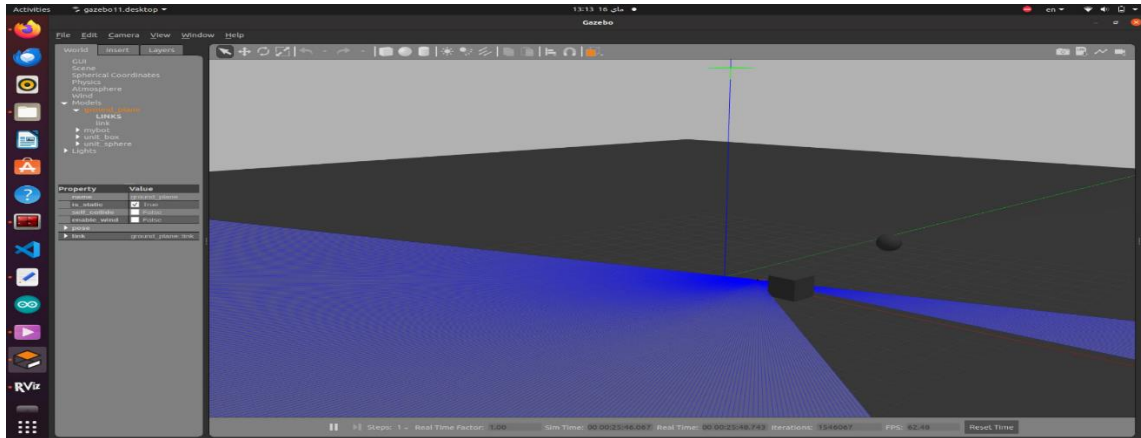 Activities
gazebo11.desktop
13:13 16 ماي
en
Gazebo
File Edit Camera View Window Help
World Insert Layers
GUI
Scene
Spherical Coordinates
Physics
Atmosphere
Wind
Models
ground_plane
LINKS
link
mybot
unit_box
unit_sphere
Lights
Property Value
name ground_plane
is_static True
self_collide False
enable_wind False
pose
link ground_plane::link
RViz
Steps: 1 Real Time Factor: 1.00 Sim Time: 00 00:25:46.067 Real Time: 00 00:25:49.743 Iterations: 1546067 FPS: 62.49 Reset Time